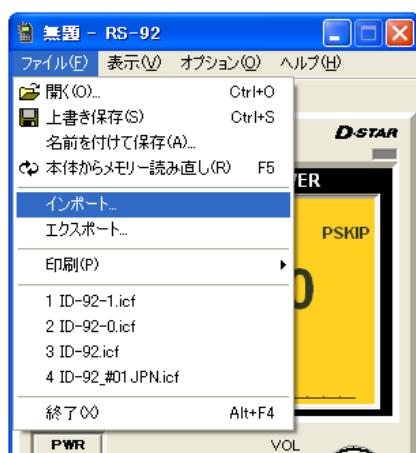 無題 - RS-92
ファイル(F) 表示(V) オプション(O) ヘルプ(H)
開く(O)... Ctrl+O
上書き保存(S) Ctrl+S
名前を付けて保存(A)...
本体からメモリー読み直し(R) F5
インポート...
エクスポート...
印刷(P)
1 ID-92-1.icf
2 ID-92-0.icf
3 ID-92.icf
4 ID-92_#01JPN.icf
終了(X) Alt+F4
D-STAR
PSKIP
PWR
VOL